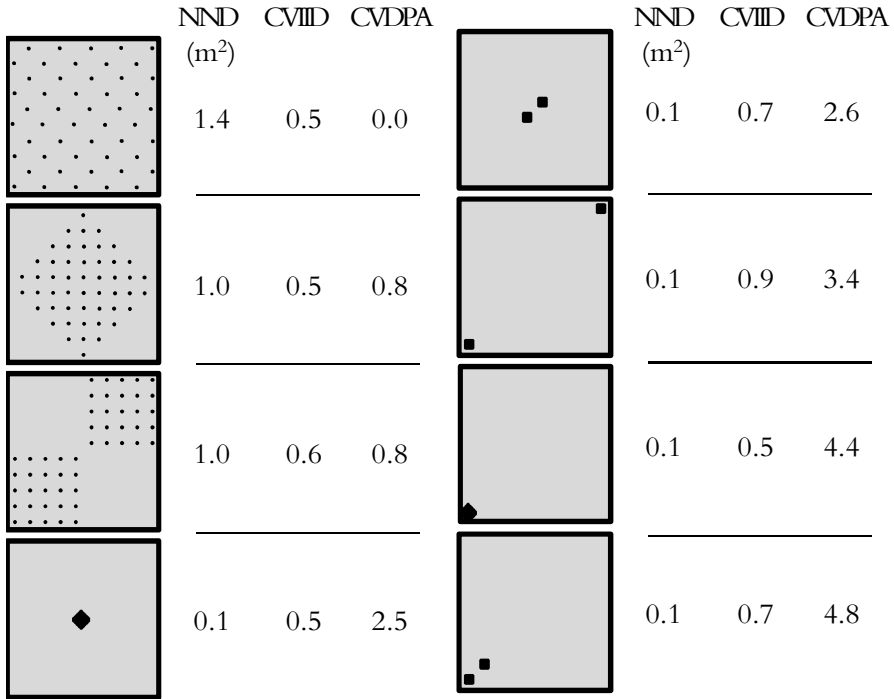 NND CVIID CVDPA
(m²)
1.4 0.5 0.0
1.0 0.5 0.8
1.0 0.6 0.8
0.1 0.5 2.5
NND CVIID CVDPA
(m²)
0.1 0.7 2.6
0.1 0.9 3.4
0.1 0.5 4.4
0.1 0.7 4.8